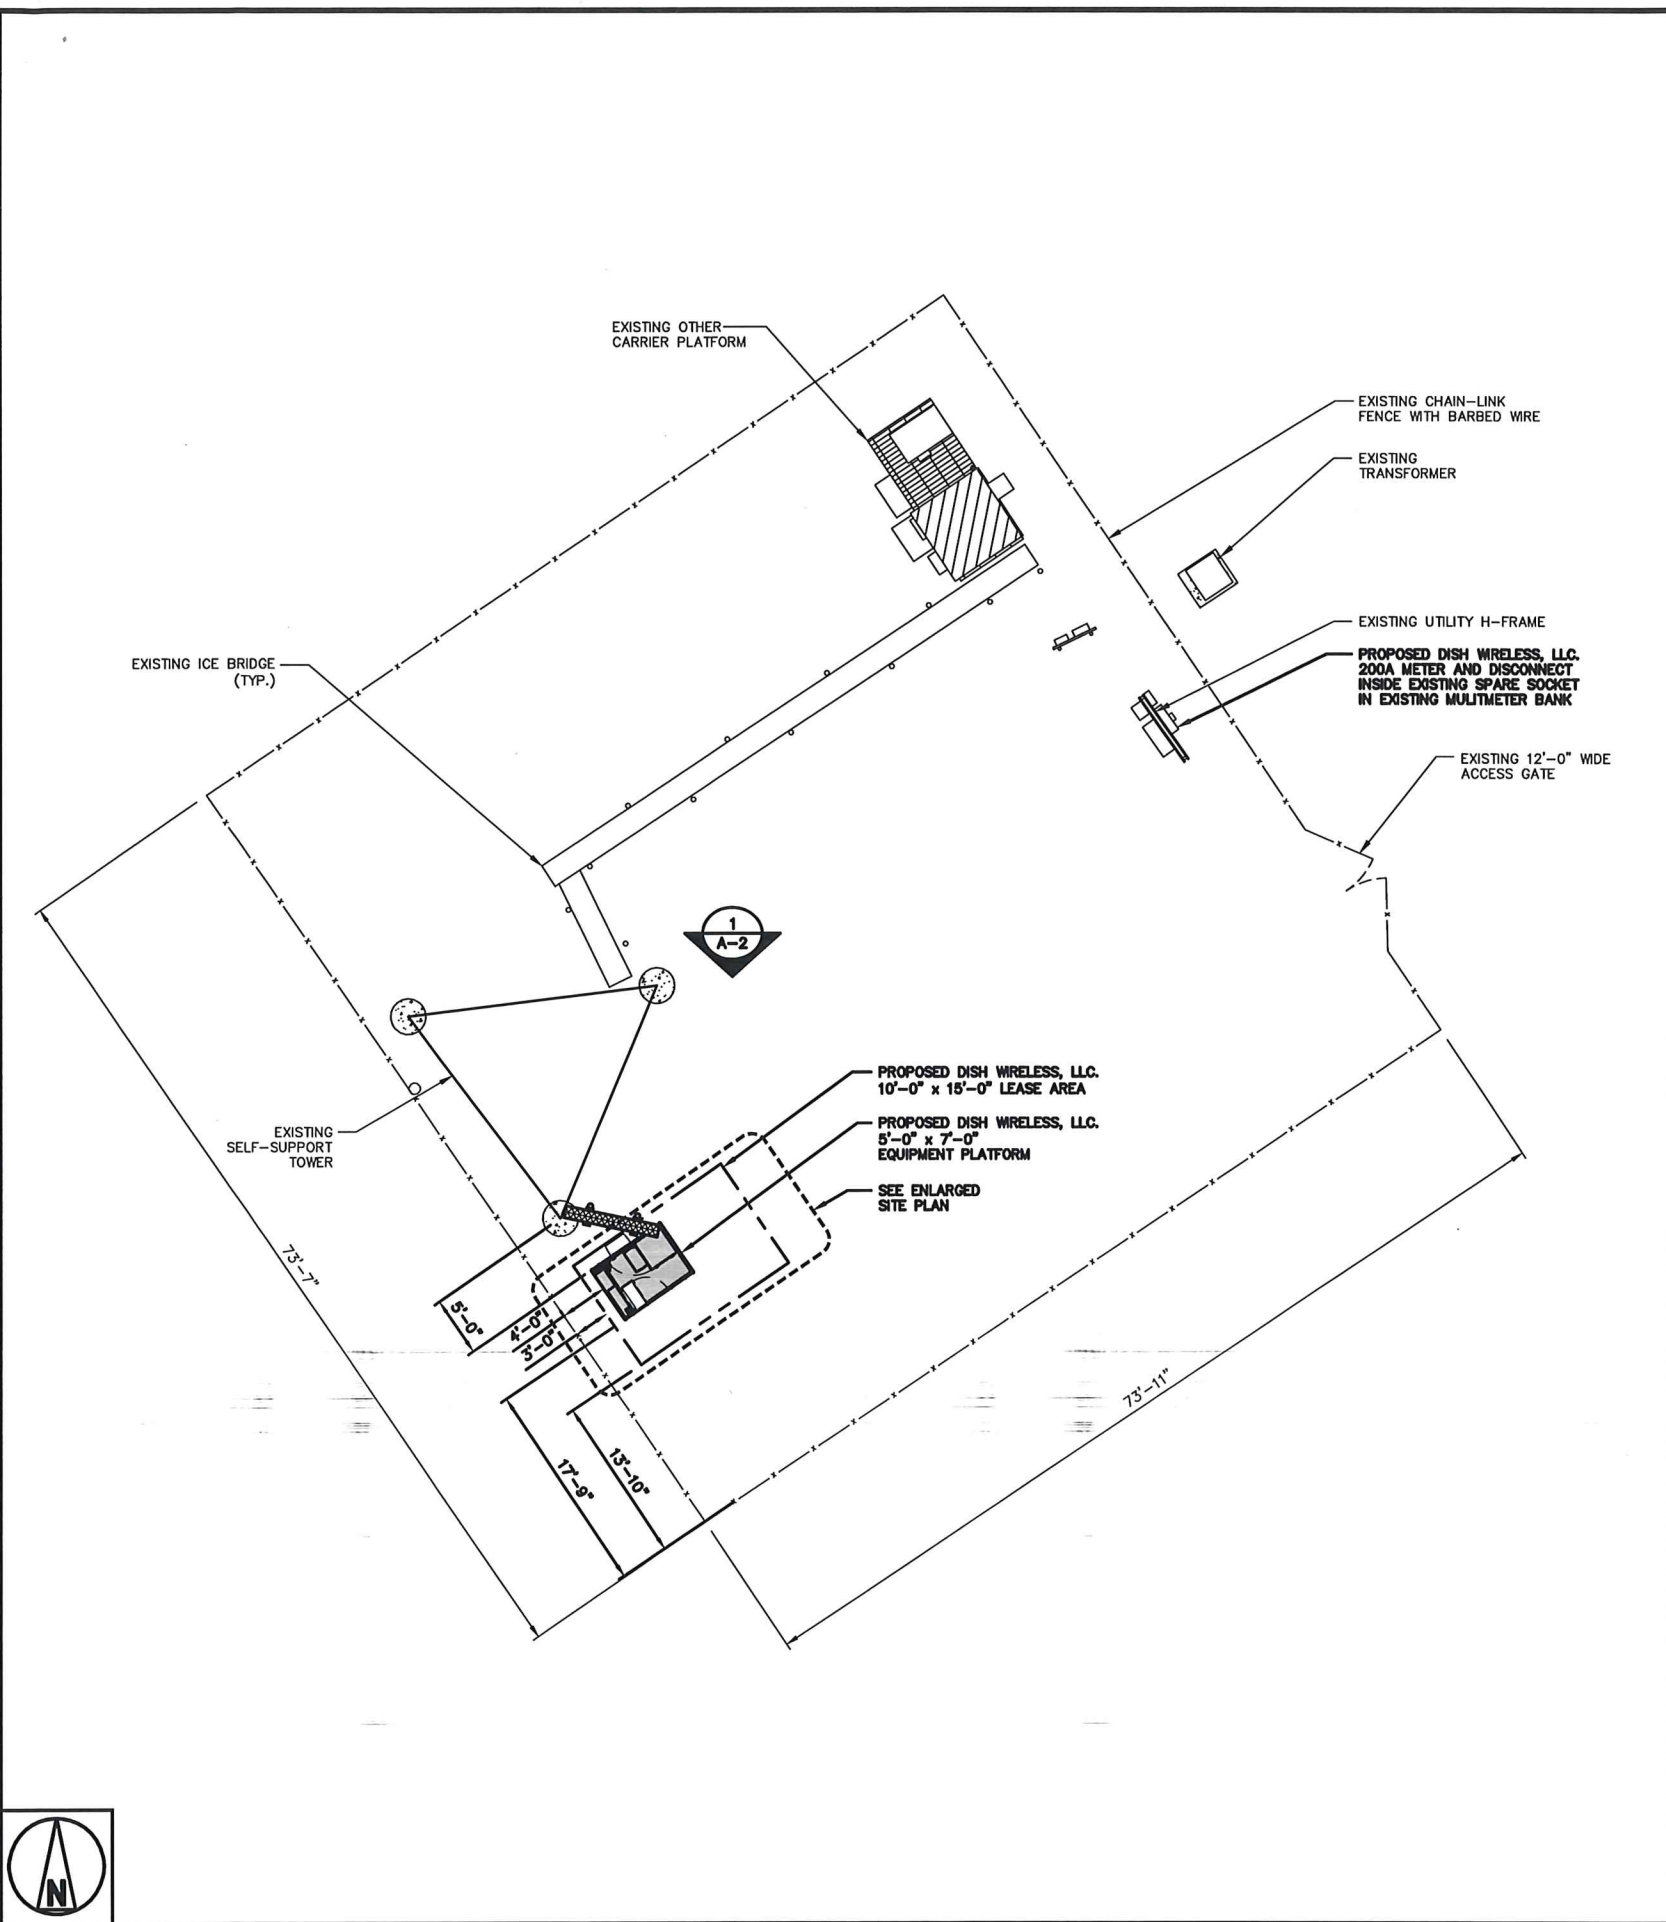 EXISTING OTHER
CARRIER PLATFORM
EXISTING CHAIN-LINK
FENCE WITH BARBED WIRE
EXISTING
TRANSFORMER
EXISTING UTILITY H-FRAME
PROPOSED DISH WIRELESS, LLC.
200A METER AND DISCONNECT
INSIDE EXISTING SPARE SOCKET
IN EXISTING MULITMETER BANK
EXISTING ICE BRIDGE
(TYP.)
EXISTING 12'-0" WIDE
ACCESS GATE
1
A-2
PROPOSED DISH WIRELESS, LLC.
10'-0" x 15'-0" LEASE AREA
PROPOSED DISH WIRELESS, LLC.
5'-0" x 7'-0"
EQUIPMENT PLATFORM
EXISTING
SELF-SUPPORT
TOWER
SEE ENLARGED
SITE PLAN
73'-7"
5'-0"
4'-0"
3'-0"
73'-11"
17'-9"
13'-10"
N